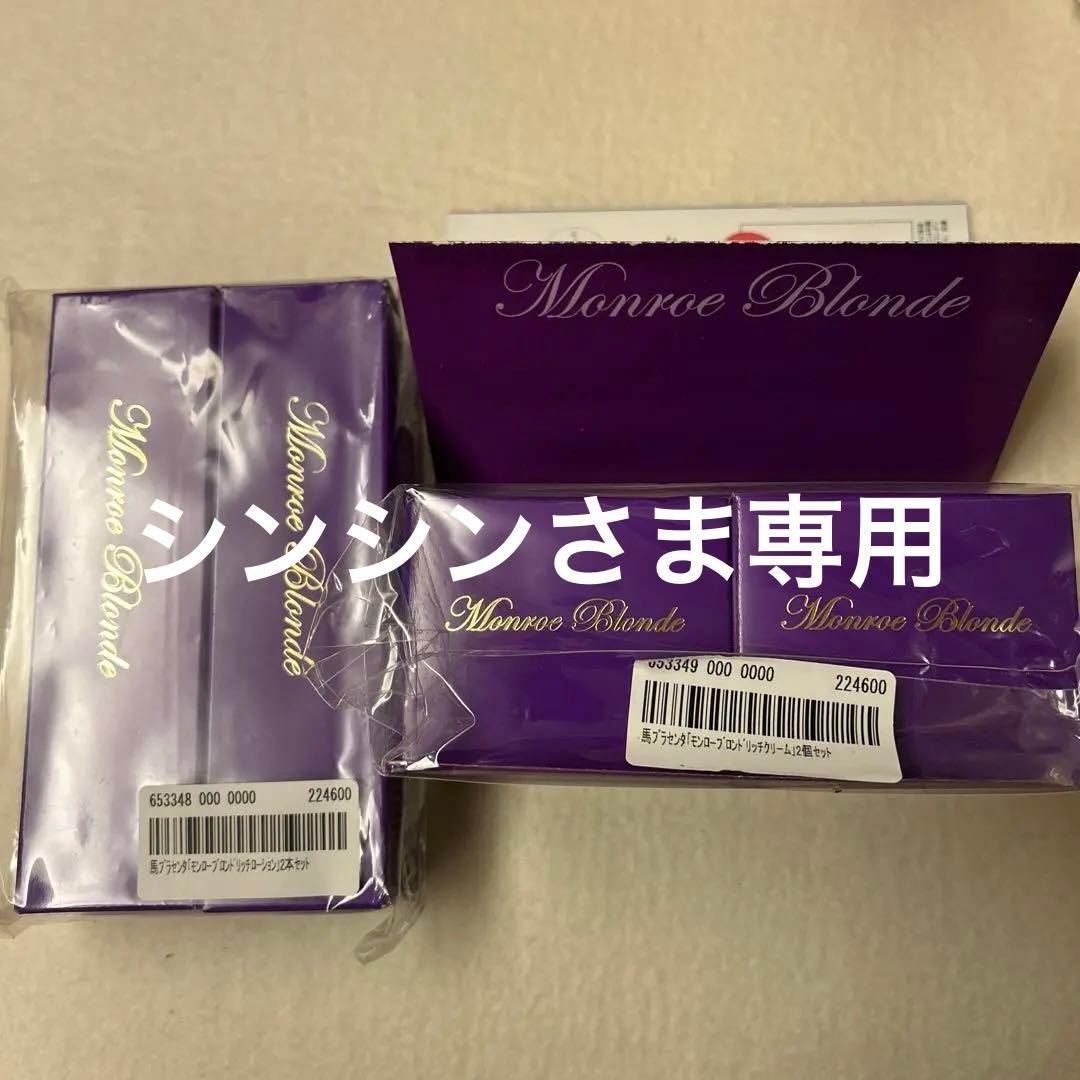 Monroe Blonde
Monroe Blonde
Monroe Blonde
シンシンさま専用
Monroe Blonde
Monroe Blonde
653349 000 0000 224600
馬プラセンタ「モンローブロンドリッチクリーム」2個セット
653348 000 0000 224600
馬プラセンタ「モンローブロンドリッチローション」2本セット